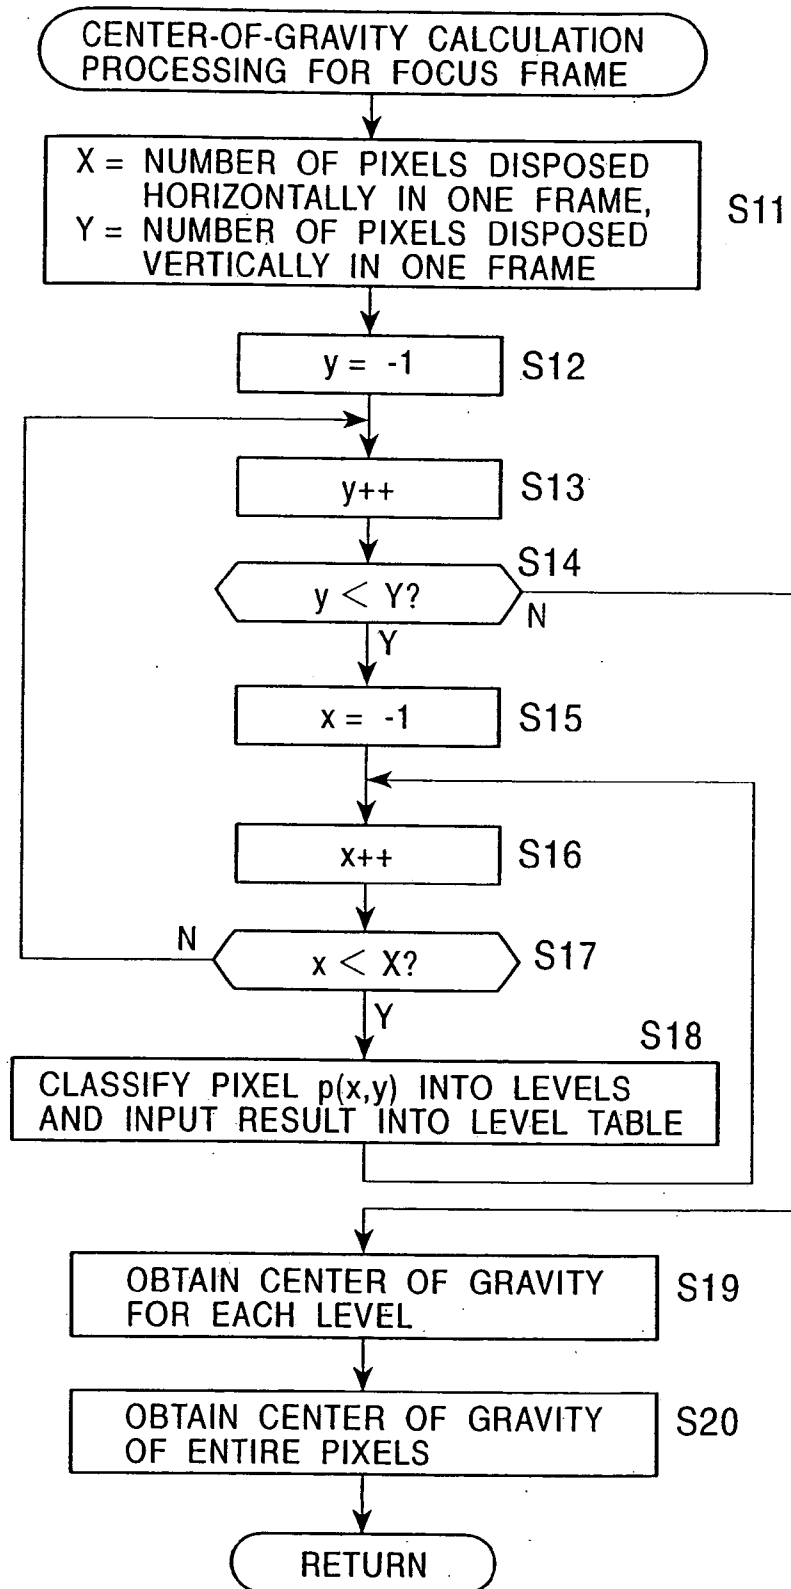 CENTER-OF-GRAVITY CALCULATION
PROCESSING FOR FOCUS FRAME
X = NUMBER OF PIXELS DISPOSED
HORIZONTALLY IN ONE FRAME,
Y = NUMBER OF PIXELS DISPOSED
VERTICALLY IN ONE FRAME
S11
y = -1
S12
y++
S13
S14
y < Y?
N
Y
x = -1
S15
x++
S16
N
x < X?
S17
Y
S18
CLASSIFY PIXEL p(x,y) INTO LEVELS
AND INPUT RESULT INTO LEVEL TABLE
OBTAIN CENTER OF GRAVITY
FOR EACH LEVEL
S19
OBTAIN CENTER OF GRAVITY
OF ENTIRE PIXELS
S20
RETURN